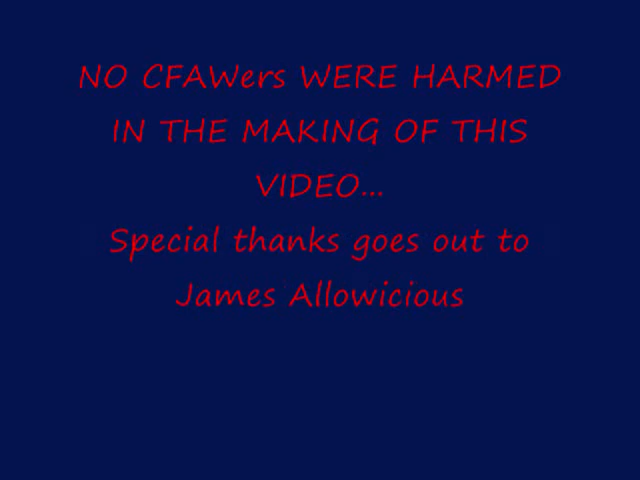 NO CFAWers WERE HARMED
IN THE MAKING OF THIS
VIDEO...
Special thanks goes out to
James Allowicious